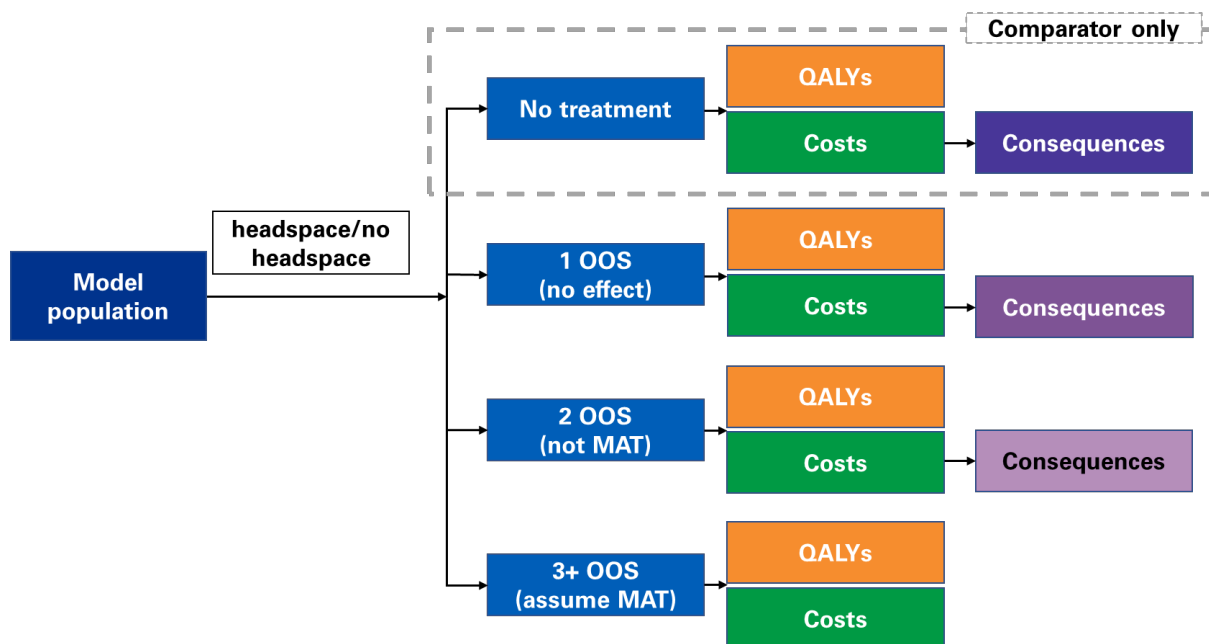 Comparator only
No treatment
QALYs
Costs
Consequences
headspace/no
headspace
Model
population
1 OOS
(no effect)
QALYs
Costs
Consequences
2 OOS
(not MAT)
QALYs
Costs
Consequences
3+ OOS
(assume MAT)
QALYs
Costs